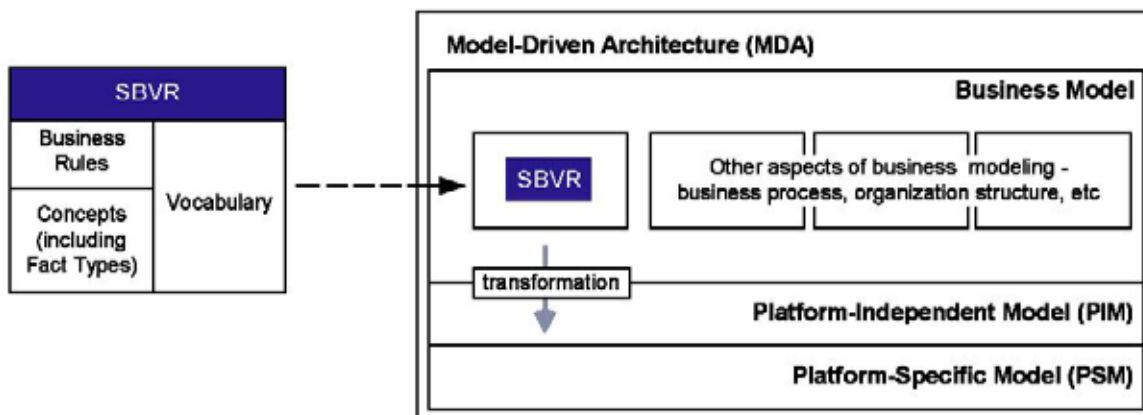 SBVR
Business
Rules
Concepts
(including
Fact Types)
Vocabulary
Model-Driven Architecture (MDA)
Business Model
SBVR
Other aspects of business modeling -
business process, organization structure, etc
transformation
Platform-Independent Model (PIM)
Platform-Specific Model (PSM)